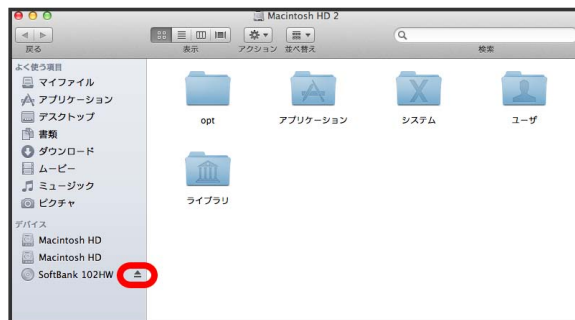 Macintosh HD 2
戻る 表示 アクション 並べ替え 検索
よく使う項目
マイファイル
アプリケーション
デスクトップ
書類
ダウンロード
ムービー
ミュージック
ピクチャ
デバイス
Macintosh HD
Macintosh HD
SoftBank 102HW
opt アプリケーション システム ユーザ
ライブラリ